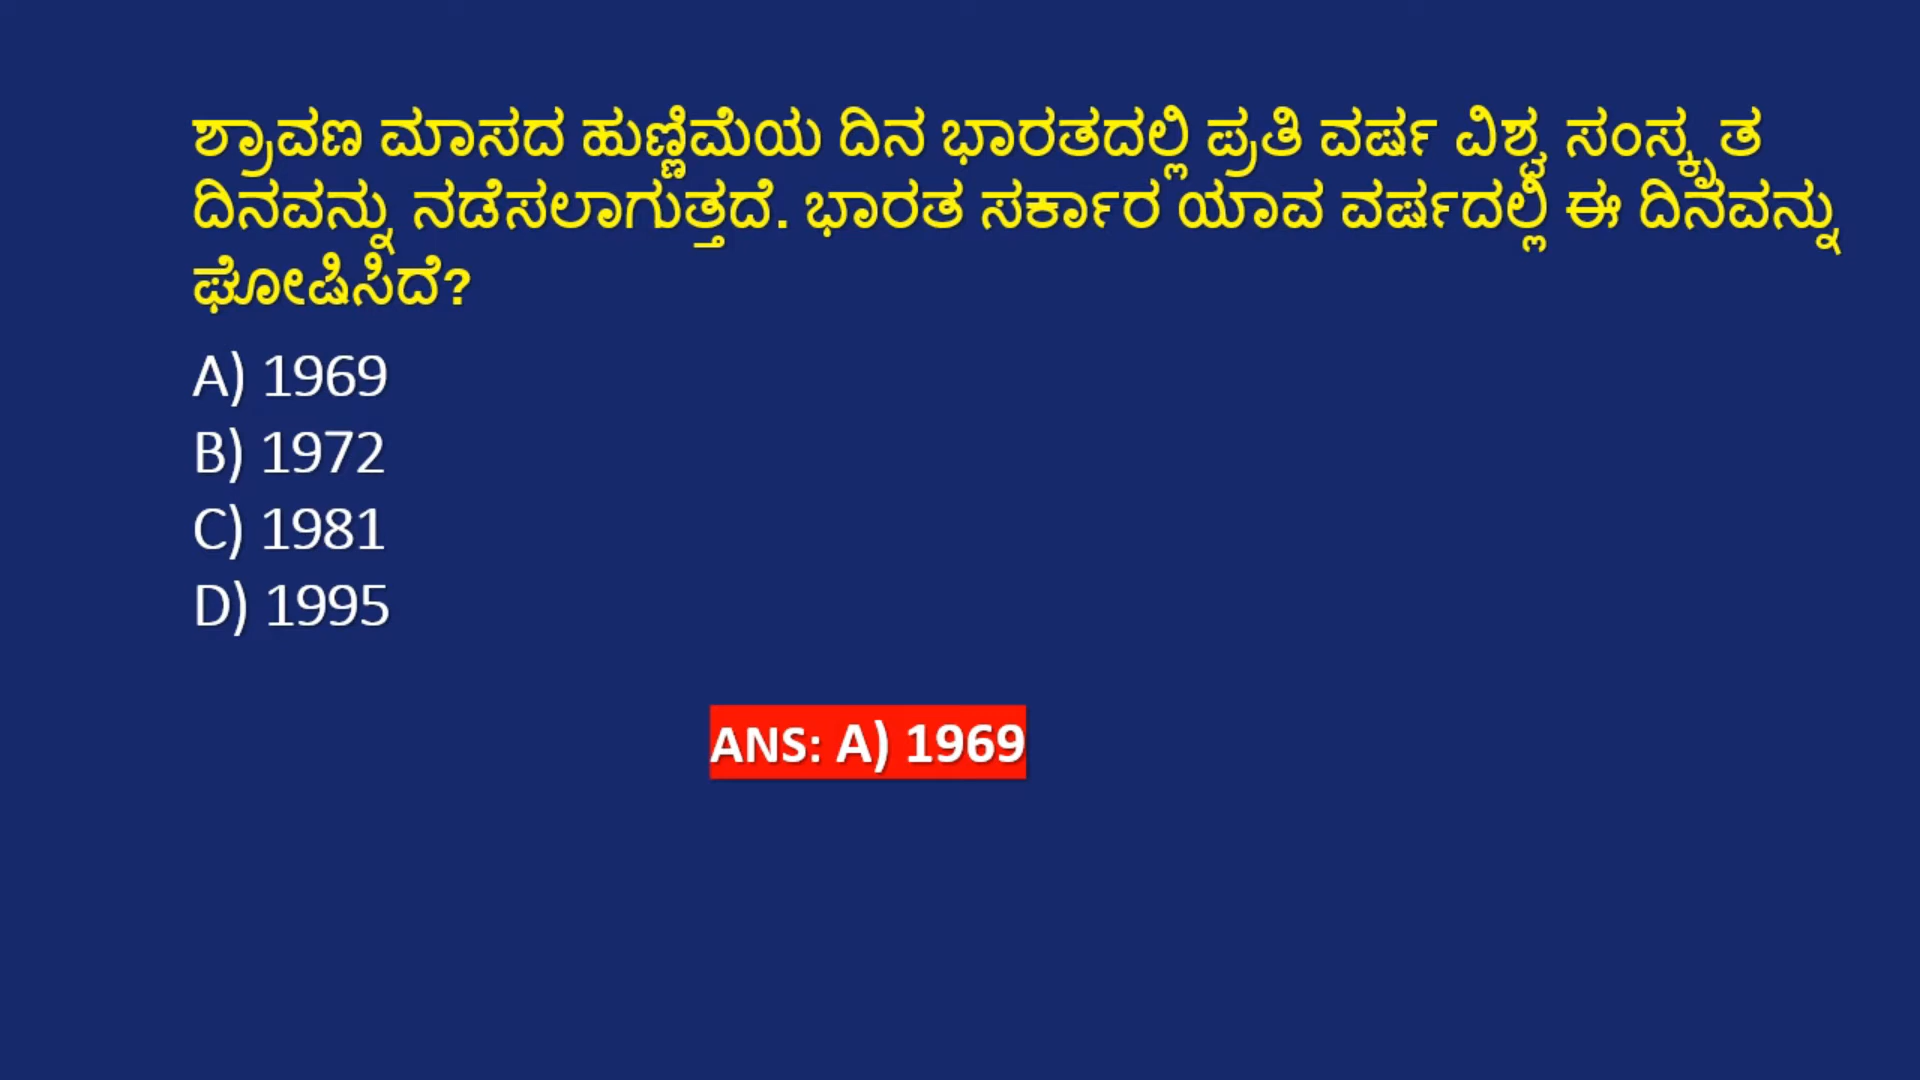 ಶ್ರಾವಣ ಮಾಸದ ಹುಣ್ಣಿಮೆಯ ದಿನ ಭಾರತದಲ್ಲಿ ಪ್ರತಿ ವರ್ಷ ವಿಶ್ವ ಸಂಸ್ಕೃತ
ದಿನವನ್ನು ನಡೆಸಲಾಗುತ್ತದೆ. ಭಾರತ ಸರ್ಕಾರ ಯಾವ ವರ್ಷದಲ್ಲಿ ಈ ದಿನವನ್ನು
ಘೋಷಿಸಿದೆ?
A) 1969
B) 1972
C) 1981
D) 1995
ANS: A) 1969